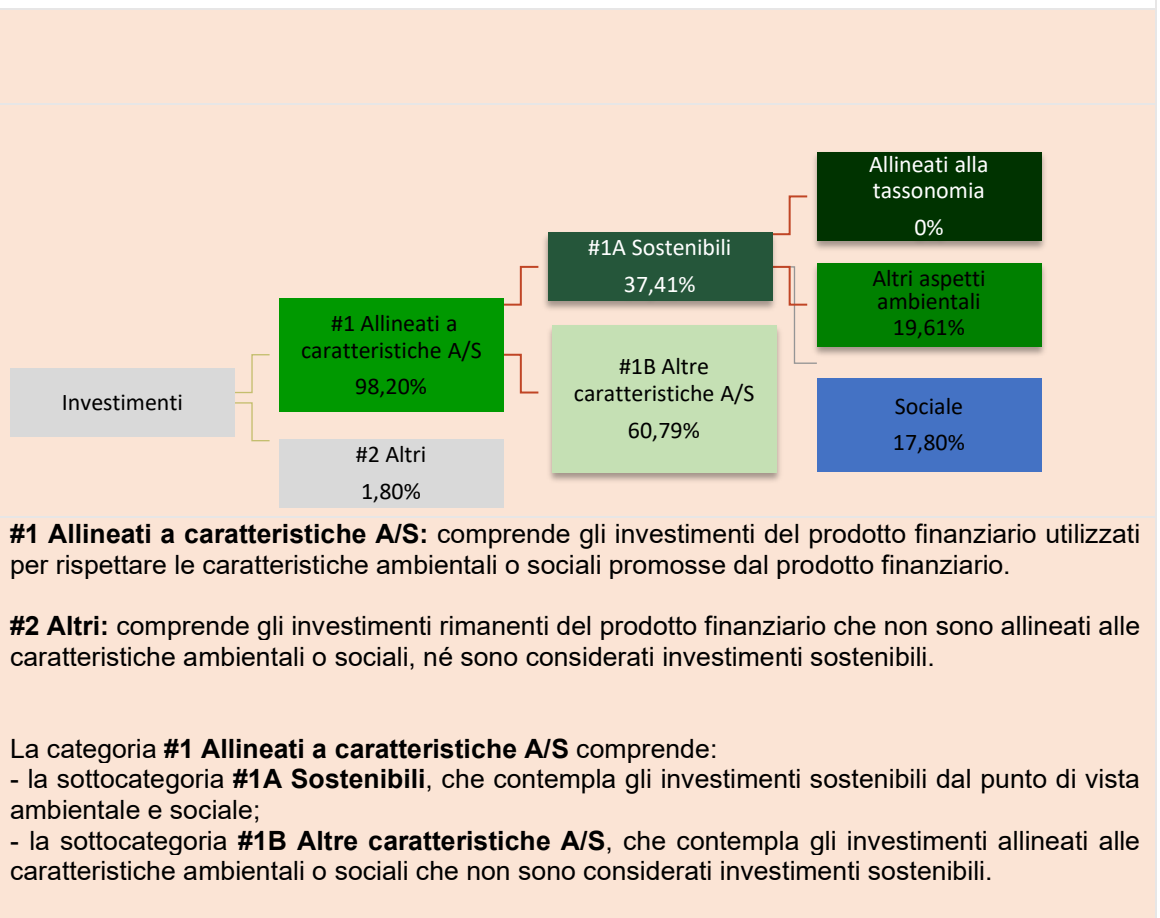 Investimenti
#1 Allineati a
caratteristiche A/S
98,20%
#2 Altri
1,80%
#1A Sostenibili
37,41%
#1B Altre
caratteristiche A/S
60,79%
Allineati alla
tassonomia
0%
Altri aspetti
ambientali
19,61%
Sociale
17,80%
#1 Allineati a caratteristiche A/S: comprende gli investimenti del prodotto finanziario utilizzati
per rispettare le caratteristiche ambientali o sociali promosse dal prodotto finanziario.
#2 Altri: comprende gli investimenti rimanenti del prodotto finanziario che non sono allineati alle
caratteristiche ambientali o sociali, né sono considerati investimenti sostenibili.
La categoria #1 Allineati a caratteristiche A/S comprende:
- la sottocategoria #1A Sostenibili, che contempla gli investimenti sostenibili dal punto di vista
ambientale e sociale;
- la sottocategoria #1B Altre caratteristiche A/S, che contempla gli investimenti allineati alle
caratteristiche ambientali o sociali che non sono considerati investimenti sostenibili.